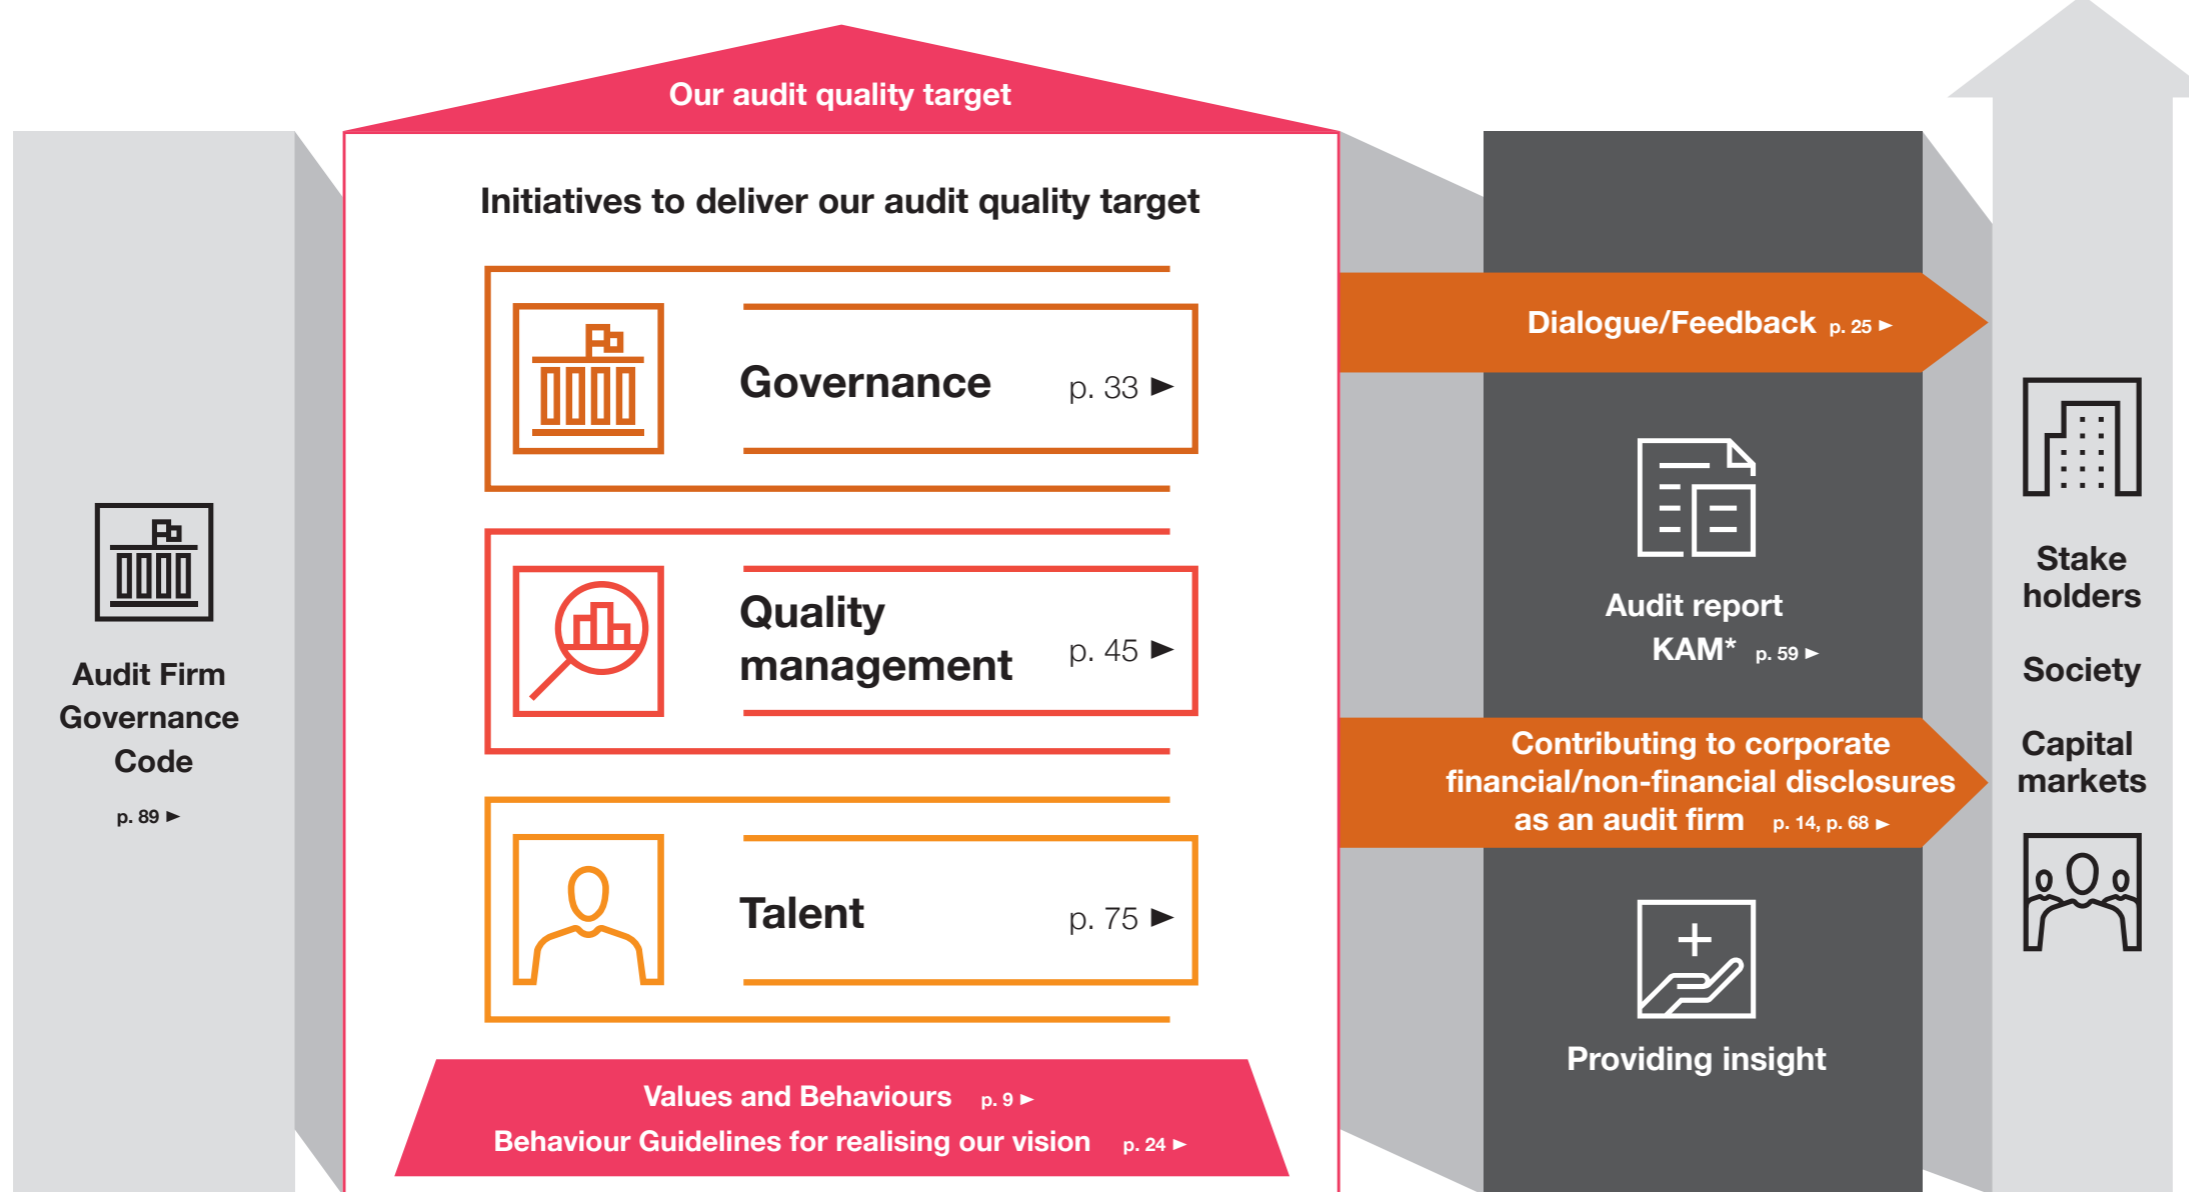 Our audit quality target
Initiatives to deliver our audit quality target
Governance p. 33 ►
Quality
management p. 45 ►
Talent p. 75 ►
Values and Behaviours p. 9 ►
Behaviour Guidelines for realising our vision p. 24 ►
Audit Firm
Governance
Code
p. 89 ►
Dialogue/Feedback p. 25 ►
Audit report
KAM* p. 59 ►
Contributing to corporate
financial/non-financial disclosures
as an audit firm p. 14, p. 68 ►
Providing insight
Stake
holders
Society
Capital
markets